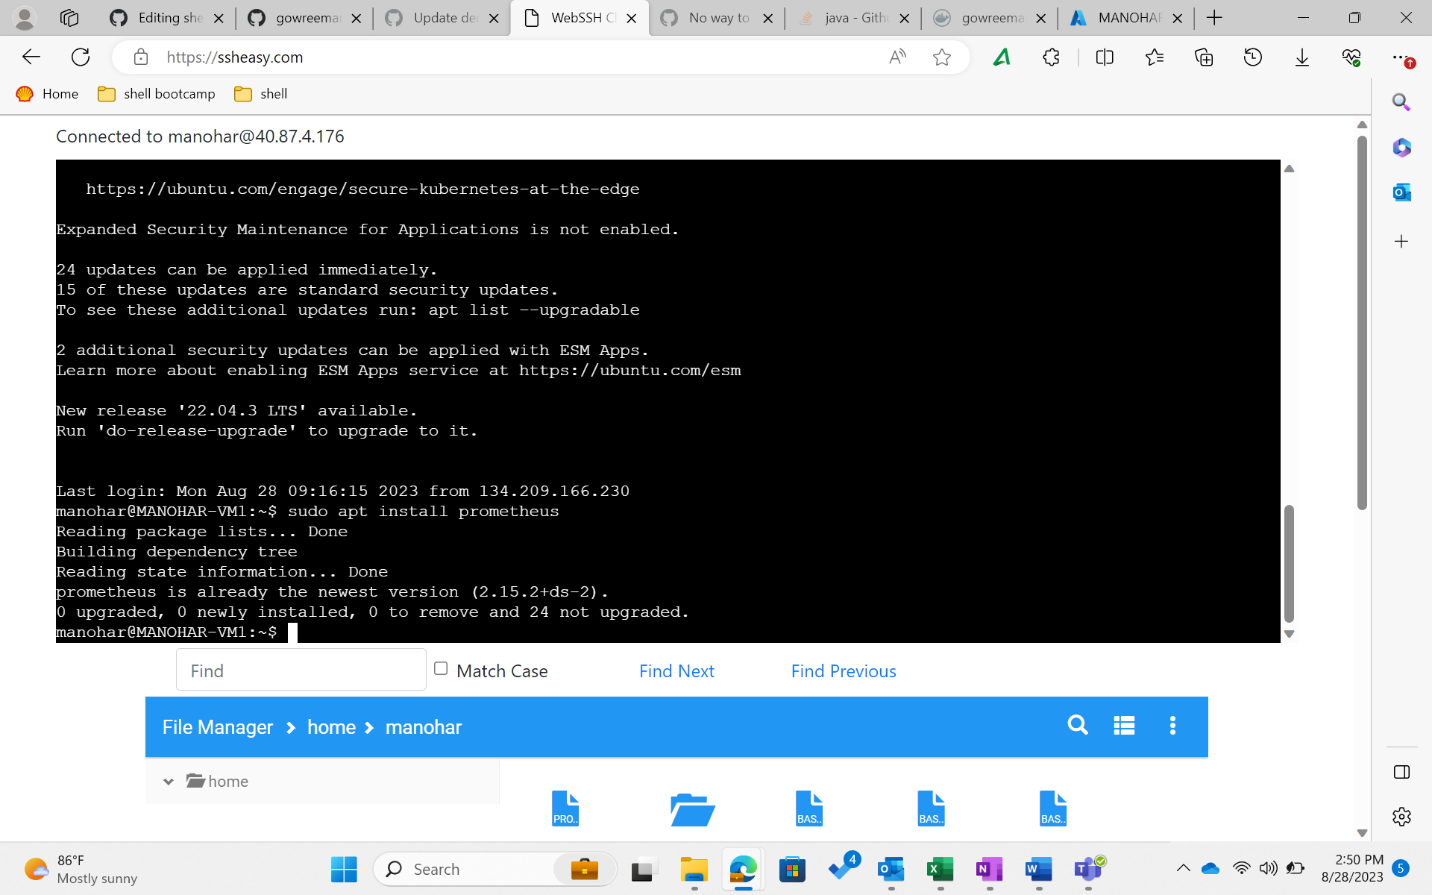 Editing she
gowreema
Update de
WebSSH C
No way to
java - Gith
gowreema
MANOHAR
https://ssheasy.com
Home
shell bootcamp
shell
Connected to manohar@40.87.4.176
https://ubuntu.com/engage/secure-kubernetes-at-the-edge
Expanded Security Maintenance for Applications is not enabled.
24 updates can be applied immediately.
15 of these updates are standard security updates.
To see these additional updates run: apt list --upgradable
2 additional security updates can be applied with ESM Apps.
Learn more about enabling ESM Apps service at https://ubuntu.com/esm
New release '22.04.3 LTS' available.
Run 'do-release-upgrade' to upgrade to it.
Last login: Mon Aug 28 09:16:15 2023 from 134.209.166.230
manohar@MANOHAR-VM1:~$ sudo apt install prometheus
Reading package lists... Done
Building dependency tree
Reading state information... Done
prometheus is already the newest version (2.15.2+ds-2).
0 upgraded, 0 newly installed, 0 to remove and 24 not upgraded.
manohar@MANOHAR-VM1:~$
Find
Match Case
Find Next
Find Previous
File Manager > home > manohar
home
PRO..
BAS..
BAS..
BAS..
86°F
Mostly sunny
Search
4
2:50 PM
8/28/2023
5